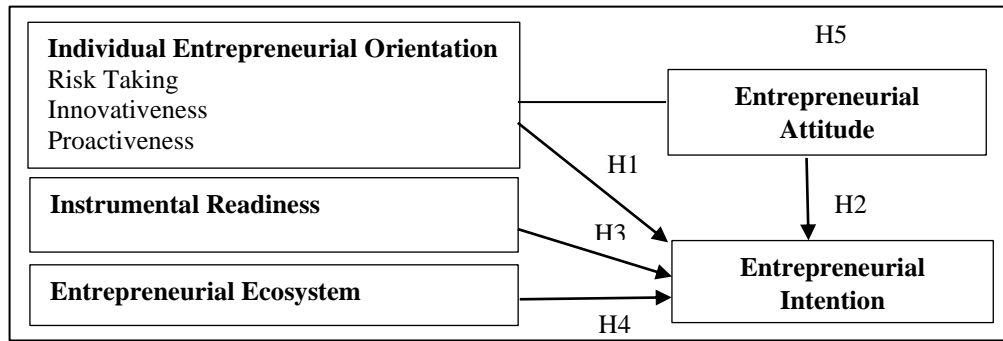 Individual Entrepreneurial Orientation
Risk Taking
Innovativeness
Proactiveness
H5
Entrepreneurial
Attitude
H1
H2
Instrumental Readiness
H3
Entrepreneurial Ecosystem
Entrepreneurial
Intention
H4